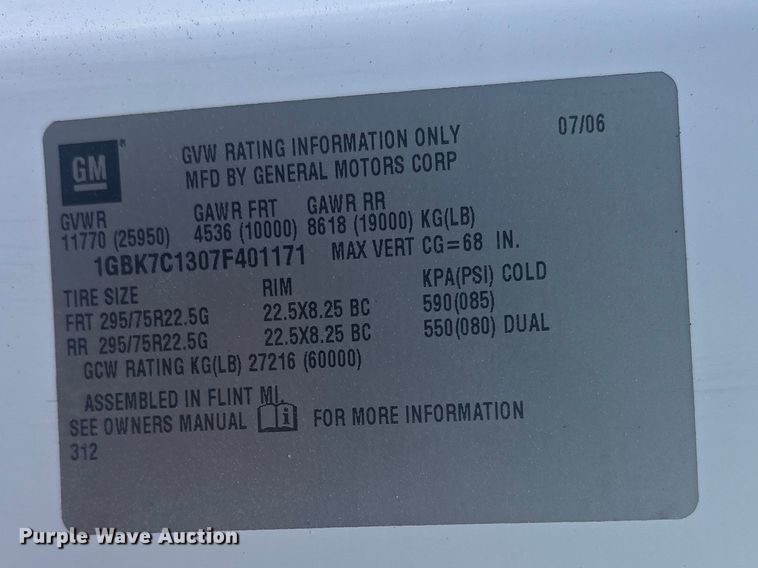 GM ®
GVW RATING INFORMATION ONLY 07/06
MFD BY GENERAL MOTORS CORP
GVWR GAWR FRT GAWR RR
11770 (25950) 4536 (10000) 8618 (19000) KG(LB)
1GBK7C1307F401171 MAX VERT CG=68 IN.
TIRE SIZE RIM KPA(PSI) COLD
FRT 295/75R22.5G 22.5X8.25 BC 590(085)
RR 295/75R22.5G 22.5X8.25 BC 550(080) DUAL
GCW RATING KG(LB) 27216 (60000)
ASSEMBLED IN FLINT MI.
SEE OWNERS MANUAL i FOR MORE INFORMATION
312
Purple Wave Auction